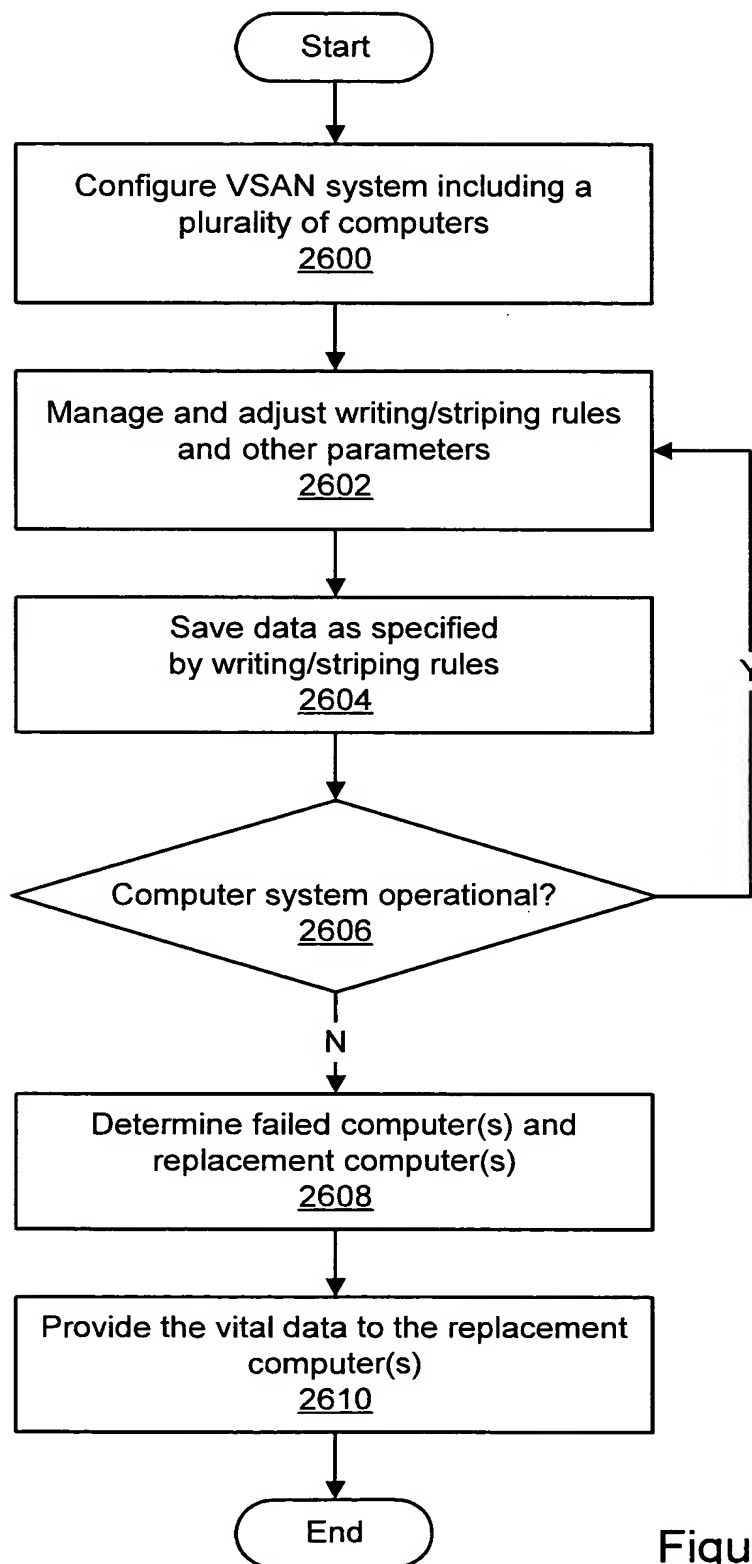 Start
Configure VSAN system including a
plurality of computers
2600
Manage and adjust writing/striping rules
and other parameters
2602
Save data as specified
by writing/striping rules
2604
Y
Computer system operational?
2606
N
Determine failed computer(s) and
replacement computer(s)
2608
Provide the vital data to the replacement
computer(s)
2610
End